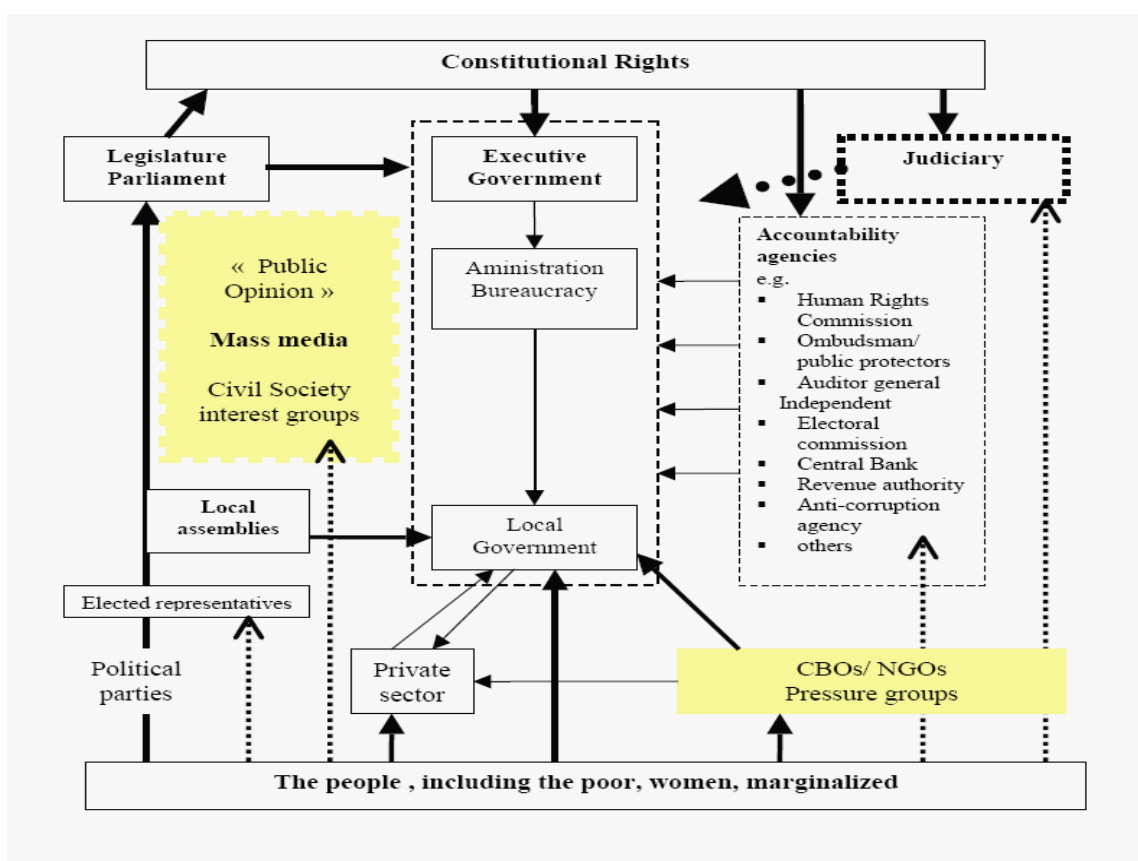 Constitutional Rights
Legislature
Parliament
Executive
Government
Judiciary
« Public
Opinion »
Mass media
Civil Society
interest groups
Aministration
Bureaucracy
Accountability
agencies
e.g.
▪ Human Rights
Commission
▪ Ombudsman/
public protectors
▪ Auditor general
Independent
▪ Electoral
commission
▪ Central Bank
▪ Revenue authority
▪ Anti-corruption
agency
▪ others
Local
assemblies
Local
Government
Elected representatives
Political
parties
Private
sector
CBOs/ NGOs
Pressure groups
The people , including the poor, women, marginalized